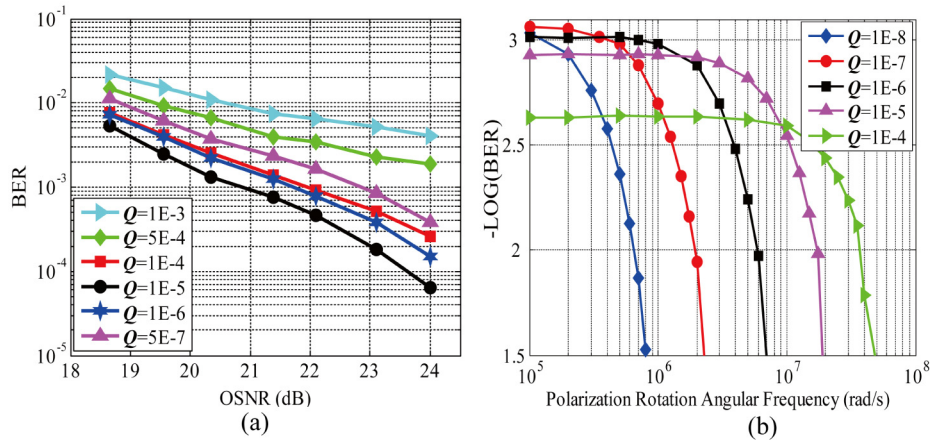 10^-1
10^-2
10^-3
10^-4
10^-5
BER
Q=1E-3
Q=5E-4
Q=1E-4
Q=1E-5
Q=1E-6
Q=5E-7
18 19 20 21 22 23 24
OSNR (dB)
(a)
3
2.5
2
1.5
-LOG(BER)
Q=1E-8
Q=1E-7
Q=1E-6
Q=1E-5
Q=1E-4
10^5 10^6 10^7 10^8
Polarization Rotation Angular Frequency (rad/s)
(b)